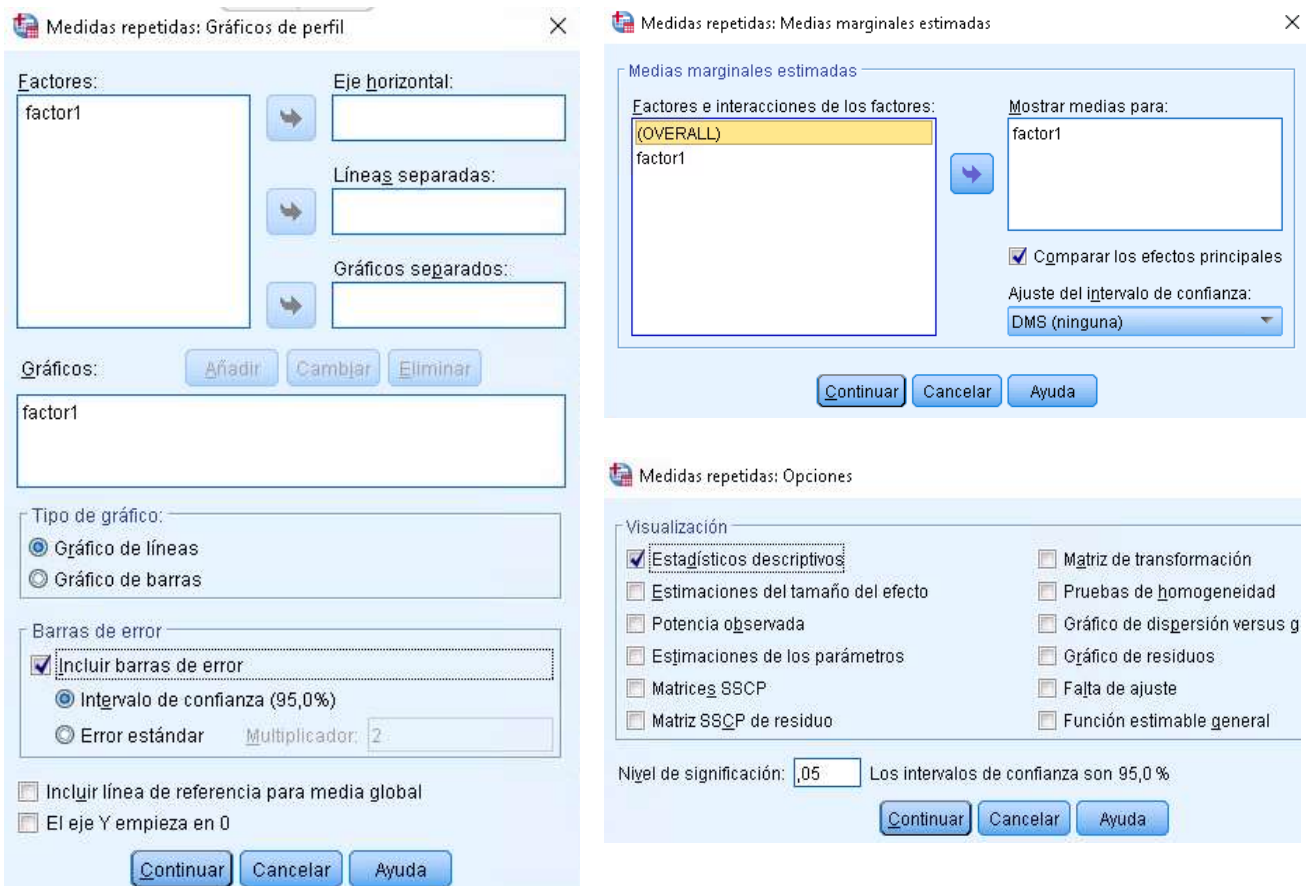 Medidas repetidas: Gráficos de perfil
Factores:
factor1
Eje horizontal:
Líneas separadas:
Gráficos separados:
Gráficos:
Añadir
Cambiar
Eliminar
factor1
Tipo de gráfico:
Gráfico de líneas
Gráfico de barras
Barras de error
Incluir barras de error
Intervalo de confianza (95,0%)
Error estándar
Multiplicador: 2
Incluir línea de referencia para media global
El eje Y empieza en 0
Continuar
Cancelar
Ayuda
Medidas repetidas: Medias marginales estimadas
Medias marginales estimadas
Factores e interacciones de los factores:
(OVERALL)
factor1
Mostrar medias para:
factor1
Comparar los efectos principales
Ajuste del intervalo de confianza:
DMS (ninguna)
Continuar
Cancelar
Ayuda
Medidas repetidas: Opciones
Visualización
Estadísticos descriptivos
Estimaciones del tamaño del efecto
Potencia observada
Estimaciones de los parámetros
Matrices SSCP
Matriz SSCP de residuo
Matriz de transformación
Pruebas de homogeneidad
Gráfico de dispersión versus g
Gráfico de residuos
Falta de ajuste
Función estimable general
Nivel de significación: ,05 Los intervalos de confianza son 95,0 %
Continuar
Cancelar
Ayuda